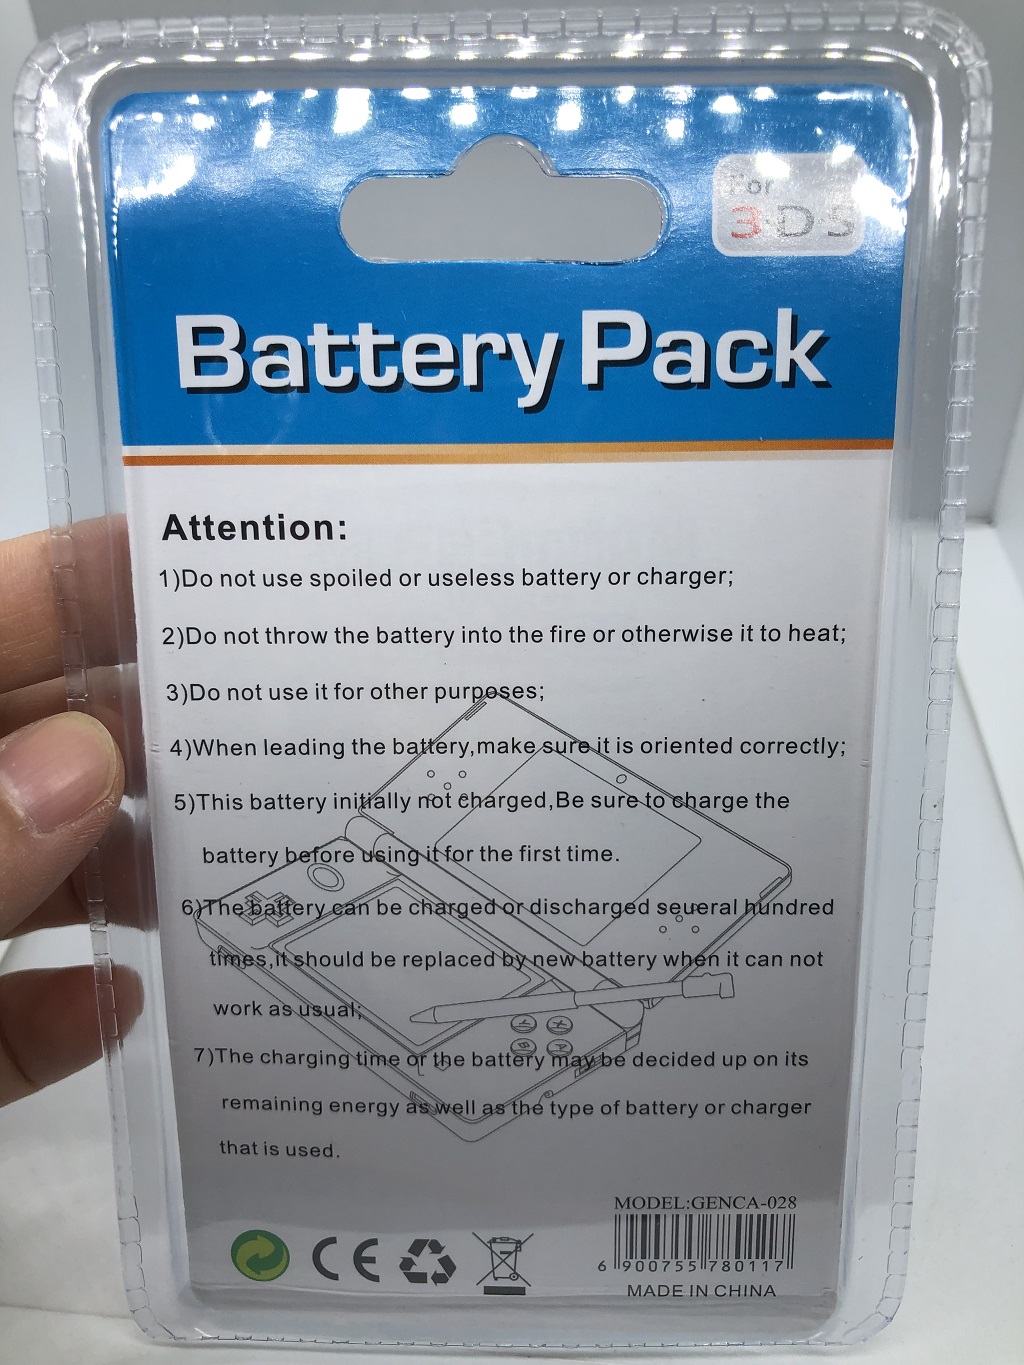 For
3DS
Battery Pack
Attention:
1)Do not use spoiled or useless battery or charger;
2)Do not throw the battery into the fire or otherwise it to heat;
3)Do not use it for other purposes;
4)When leading the battery,make sure it is oriented correctly;
5)This battery initially not charged,Be sure to charge the
battery before using it for the first time.
6)The battery can be charged or discharged seueral hundred
times,it should be replaced by new battery when it can not
work as usual;
7)The charging time or the battery may be decided up on its
remaining energy as well as the type of battery or charger
that is used.
Y X
B A
MODEL:GENCA-028
CE
6 900755 780117
MADE IN CHINA